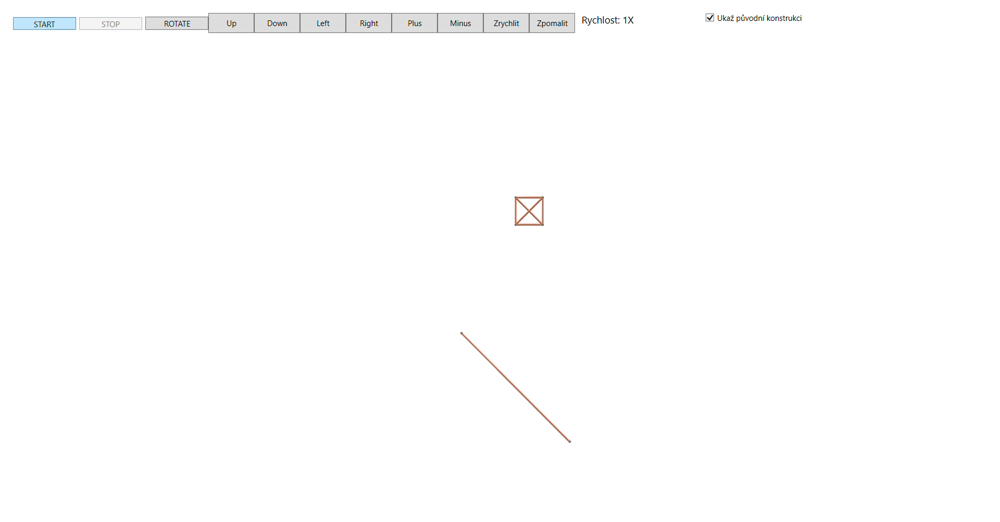 START STOP ROTATE Up Down Left Right Plus Minus Zrychlit Zpomalit Rychlost: 1X Ukaž původní konstrukci